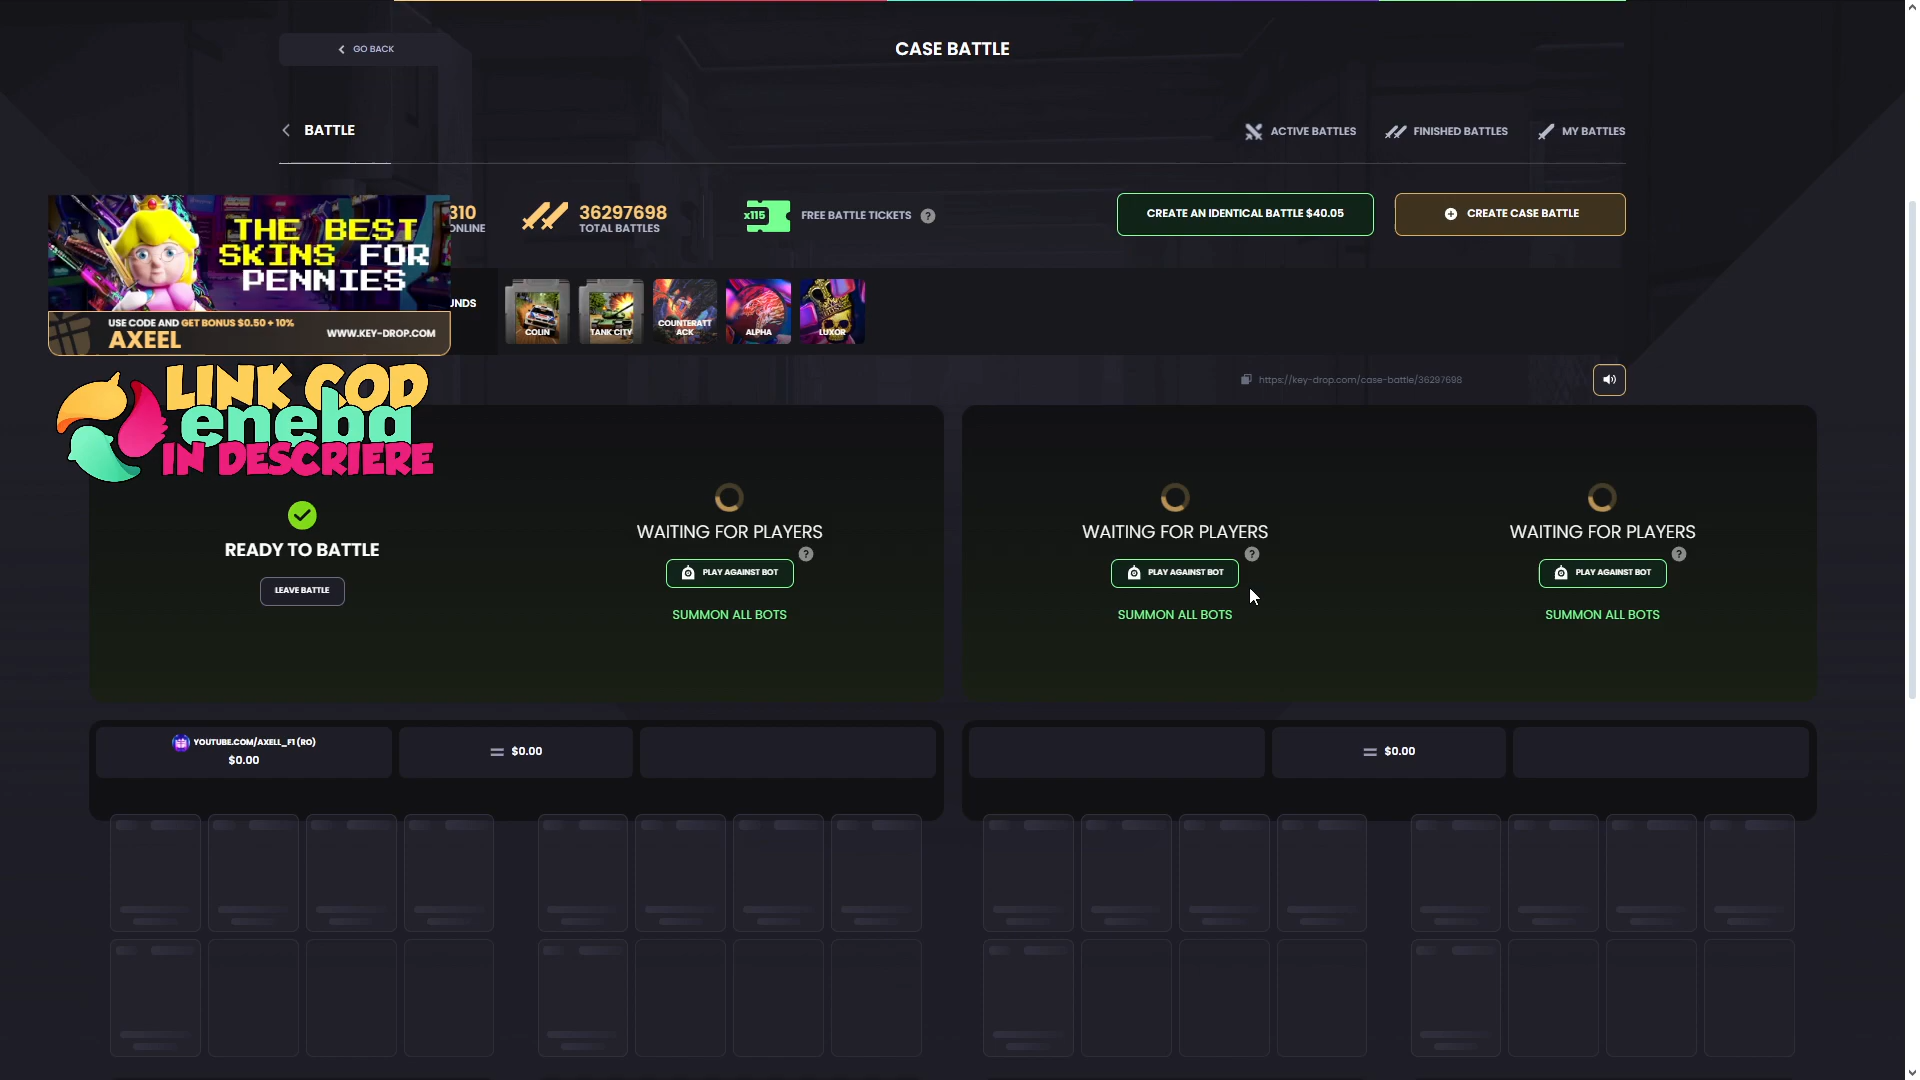 GO BACK
CASE BATTLE
BATTLE
ACTIVE BATTLES
FINISHED BATTLES
MY BATTLES
THE BEST
SKINS FOR
PENNIES
USE CODE AND GET BONUS $0.50 + 10%
AXEEL
WWW.KEY-DROP.COM
310
ONLINE
36297698
TOTAL BATTLES
x115
FREE BATTLE TICKETS ?
CREATE AN IDENTICAL BATTLE $40.05
CREATE CASE BATTLE
UNDS
COLIN
TANK CITY
COUNTERATT
ACK
ALPHA
LUXOR
https://key-drop.com/case-battle/36297698
LINK COD
eneba
IN DESCRIERE
READY TO BATTLE
LEAVE BATTLE
WAITING FOR PLAYERS
?
PLAY AGAINST BOT
SUMMON ALL BOTS
WAITING FOR PLAYERS
?
PLAY AGAINST BOT
SUMMON ALL BOTS
WAITING FOR PLAYERS
?
PLAY AGAINST BOT
SUMMON ALL BOTS
YOUTUBE.COM/AXELL_F1 (RO)
$0.00
= $0.00
= $0.00